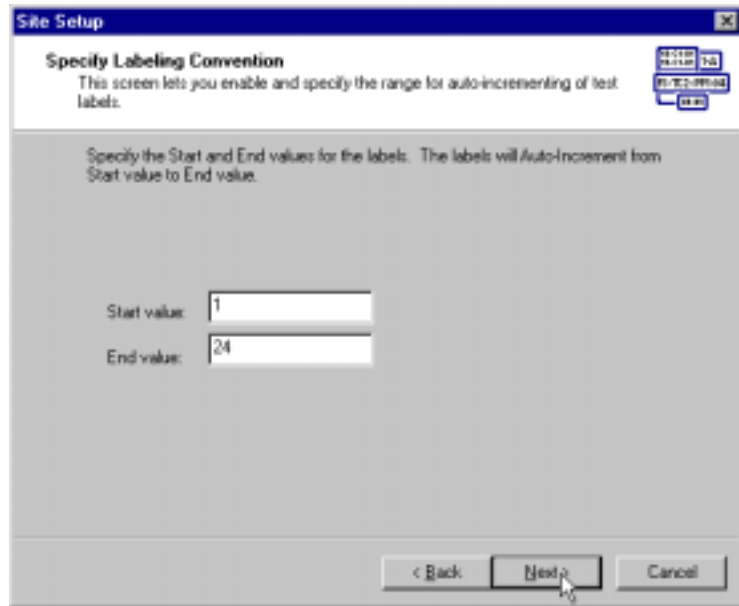 Site Setup
Specify Labeling Convention
This screen lets you enable and specify the range for auto-incrementing of test
labels.
Specify the Start and End values for the labels. The labels will Auto-Increment from
Start value to End value.
Start value: 1
End value: 24
< Back Next > Cancel